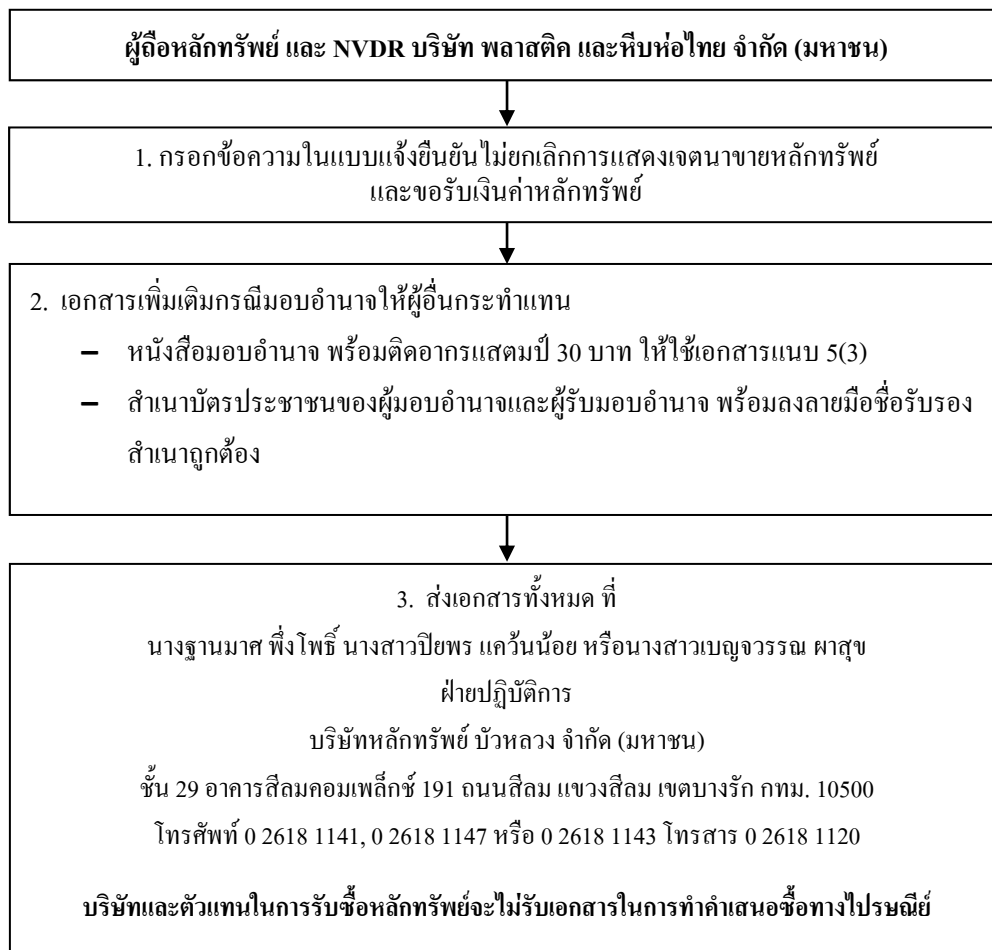 ผู้ถือหลักทรัพย์ และ NVDR บริษัท พลาสติค และหีบห่อไทย จำกัด (มหาชน)
1. กรอกข้อความในแบบแจ้งยืนยันไม่ยกเลิกการแสดงเจตนาขายหลักทรัพย์
และขอรับเงินค่าหลักทรัพย์
2. เอกสารเพิ่มเติมกรณีมอบอำนาจให้ผู้อื่นกระทำแทน
– หนังสือมอบอำนาจ พร้อมติดอากรแสตมป์ 30 บาท ให้ใช้เอกสารแนบ 5(3)
– สำเนาบัตรประชาชนของผู้มอบอำนาจและผู้รับมอบอำนาจ พร้อมลงลายมือชื่อรับรอง
สำเนาถูกต้อง
3. ส่งเอกสารทั้งหมด ที่
นางฐานมาศ พึ่งโพธิ์ นางสาวปิยพร แคว้นน้อย หรือนางสาวเบญจวรรณ ผาสุข
ฝ่ายปฏิบัติการ
บริษัทหลักทรัพย์ บัวหลวง จำกัด (มหาชน)
ชั้น 29 อาคารสีลมคอมเพล็กซ์ 191 ถนนสีลม แขวงสีลม เขตบางรัก กทม. 10500
โทรศัพท์ 0 2618 1141, 0 2618 1147 หรือ 0 2618 1143 โทรสาร 0 2618 1120
บริษัทและตัวแทนในการรับซื้อหลักทรัพย์จะไม่รับเอกสารในการทำคำเสนอซื้อทางไปรษณีย์